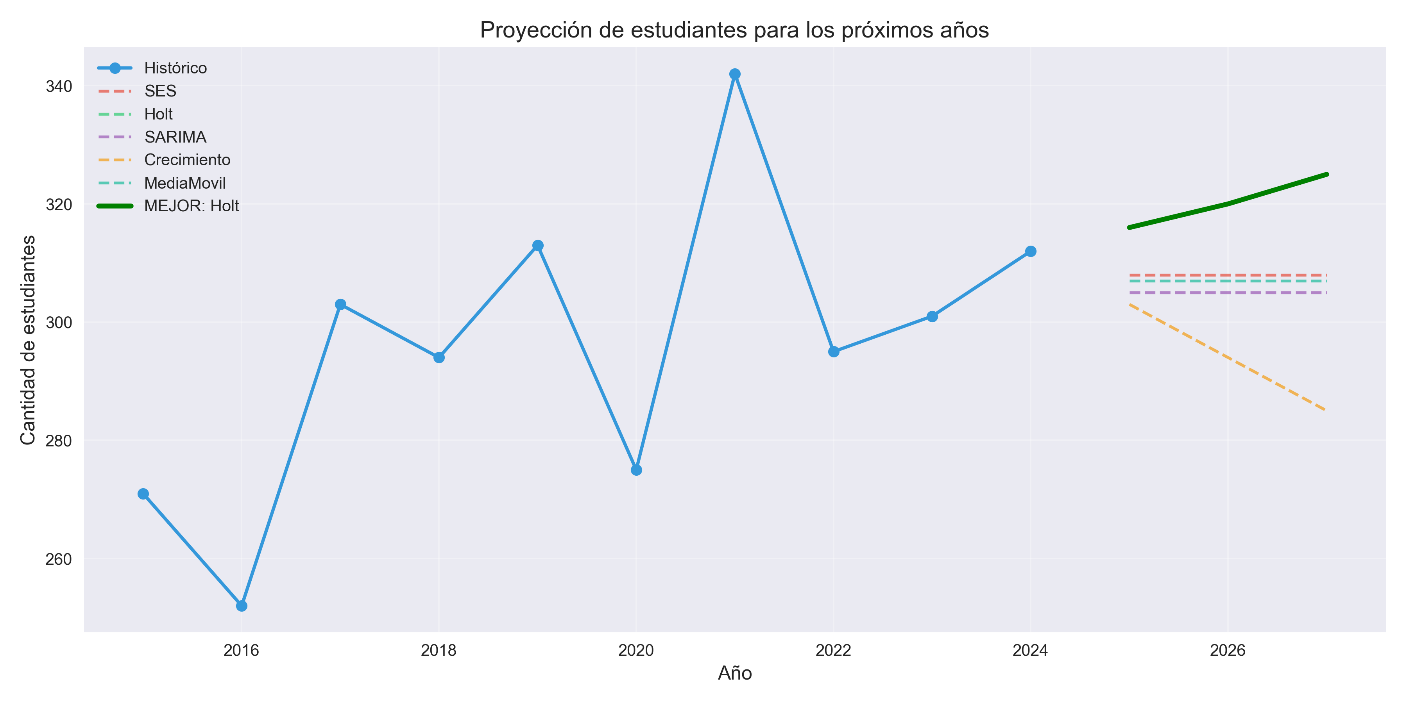 Proyección de estudiantes para los próximos años
Histórico
SES
Holt
SARIMA
Crecimiento
MediaMovil
MEJOR: Holt
Cantidad de estudiantes
340
320
300
280
260
2016
2018
2020
2022
2024
2026
Año